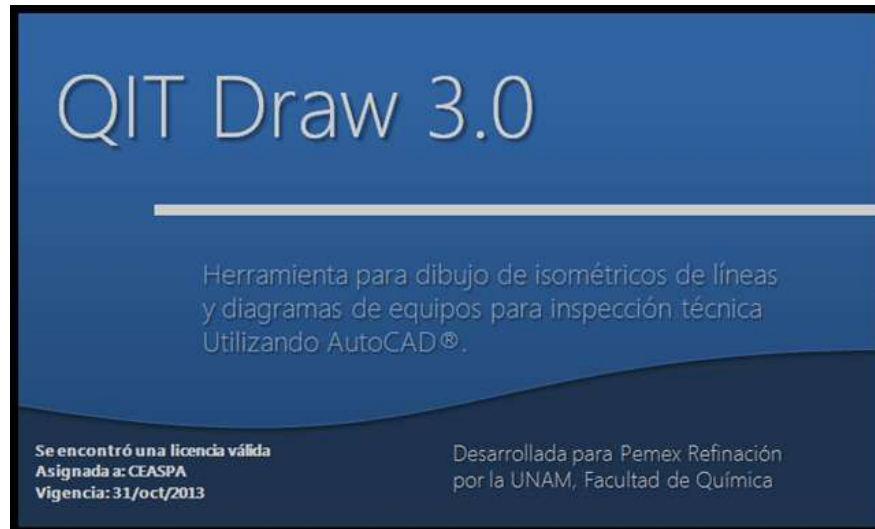 QIT Draw 3.0
Herramienta para dibujo de isométricos de líneas
y diagramas de equipos para inspección técnica
Utilizando AutoCAD®.
Se encontró una licencia válida
Asignada a: CEASPA
Vigencia: 31/oct/2013
Desarrollada para Pemex Refinación
por la UNAM, Facultad de Química